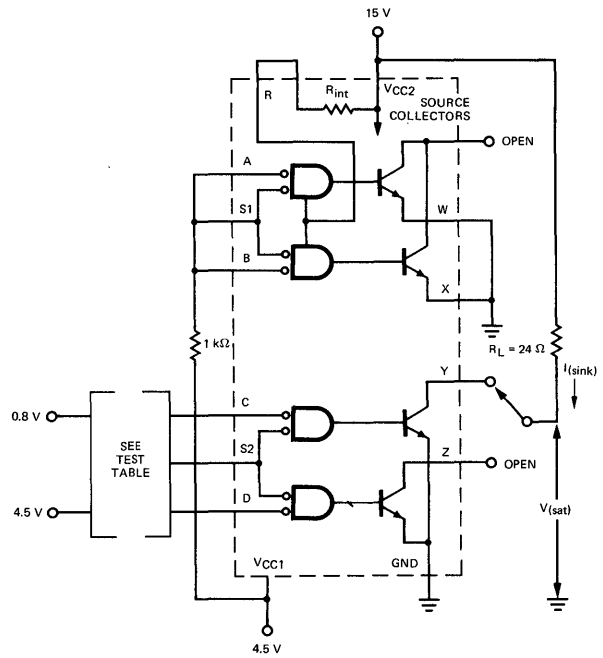 15 V
R
Rint
VCC2
SOURCE
COLLECTORS
OPEN
A
S1
W
B
X
1 kΩ
RL = 24 Ω
I(sink)
Y
0.8 V
C
SEE
TEST
TABLE
S2
Z
OPEN
D
4.5 V
V(sat)
VCC1
GND
4.5 V